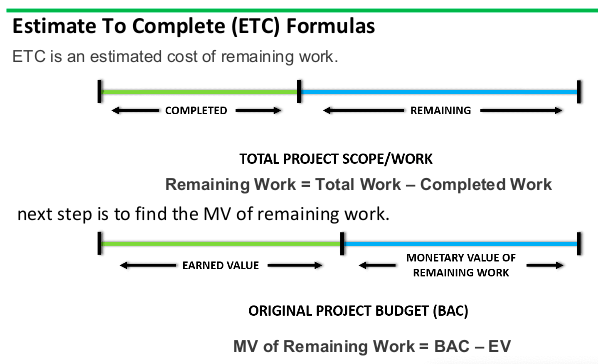 Estimate To Complete (ETC) Formulas
ETC is an estimated cost of remaining work.
COMPLETED
REMAINING
TOTAL PROJECT SCOPE/WORK
Remaining Work = Total Work – Completed Work
next step is to find the MV of remaining work.
EARNED VALUE
MONETARY VALUE OF
REMAINING WORK
ORIGINAL PROJECT BUDGET (BAC)
MV of Remaining Work = BAC – EV